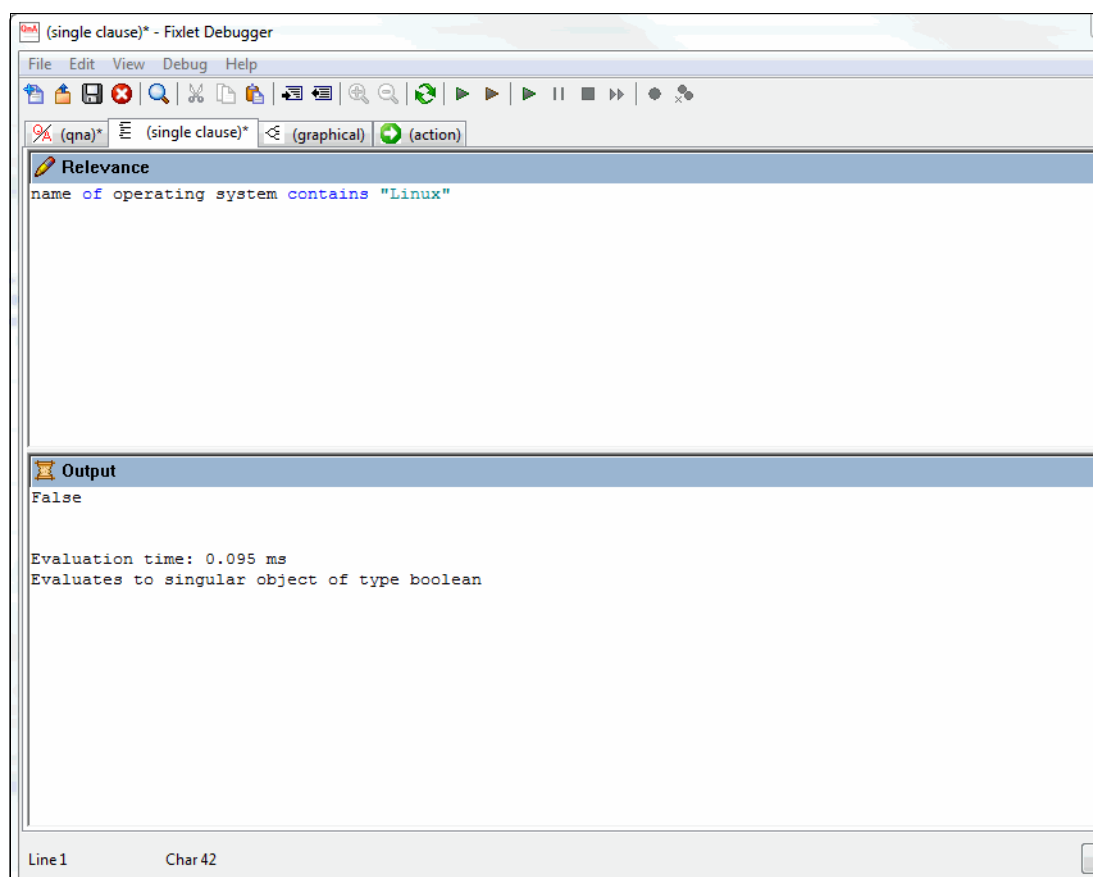 QnA (single clause)* - Fixlet Debugger
File Edit View Debug Help
Q/A (qna)* (single clause)* (graphical) (action)
Relevance
name of operating system contains "Linux"
Output
False
Evaluation time: 0.095 ms
Evaluates to singular object of type boolean
Line 1 Char 42